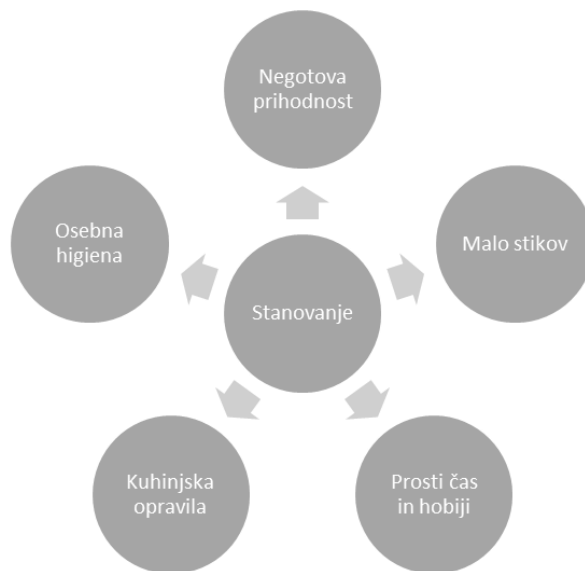 Negotova
prihodnost
Osebna
higiena
Malo stikov
Stanovanje
Kuhinjska
opravila
Prosti čas
in hobiji